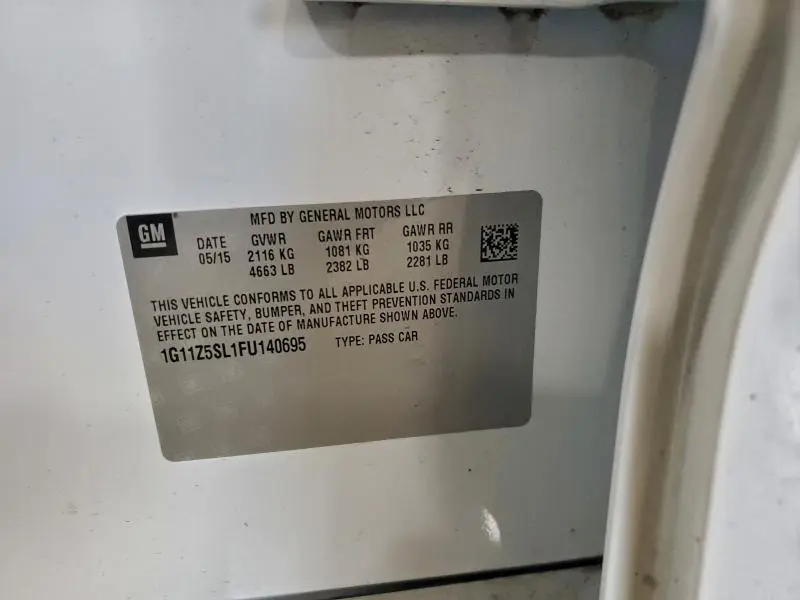 MFD BY GENERAL MOTORS LLC
GM
DATE GVWR GAWR FRT GAWR RR
05/15 2116 KG 1081 KG 1035 KG
4663 LB 2382 LB 2281 LB
THIS VEHICLE CONFORMS TO ALL APPLICABLE U.S. FEDERAL MOTOR
VEHICLE SAFETY, BUMPER, AND THEFT PREVENTION STANDARDS IN
EFFECT ON THE DATE OF MANUFACTURE SHOWN ABOVE.
1G11Z5SL1FU140695 TYPE: PASS CAR